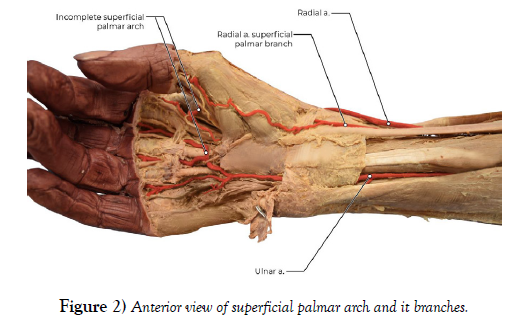 Incomplete superficial
palmar arch
Radial a. superficial
palmar branch
Radial a.
Ulnar a.
Figure 2) Anterior view of superficial palmar arch and it branches.